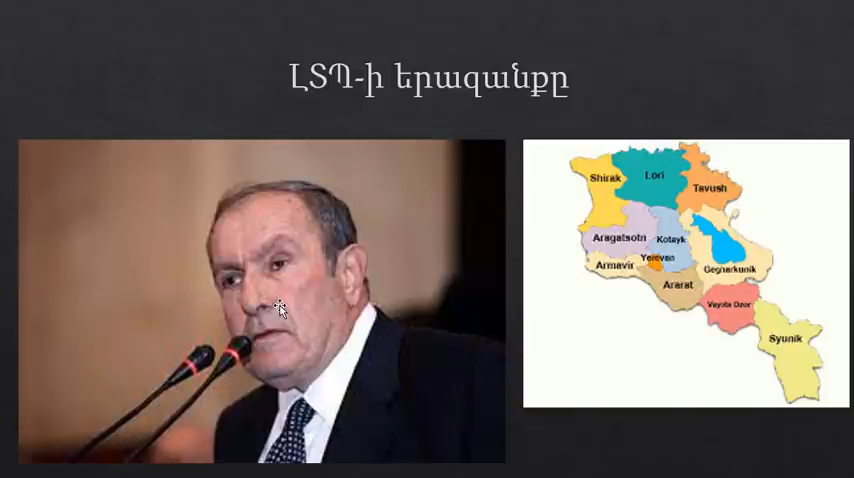 ԼՏՊ-ի երազանքը
Shirak
Lori
Tavush
Aragatsotn
Kotayk
Yerevan
Armavir
Gegharkunik
Ararat
Vayots Dzor
Syunik